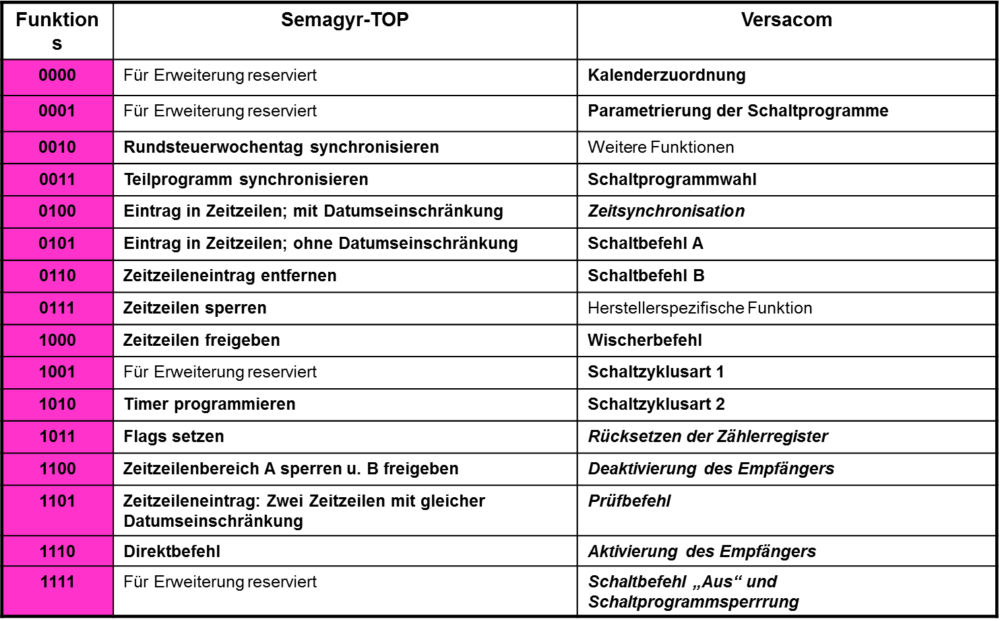 Funktion Semagyr-TOP Versacom
s
0000 Für Erweiterung reserviert Kalenderzuordnung
0001 Für Erweiterung reserviert Parametrierung der Schaltprogramme
0010 Rundsteuerwochentag synchronisieren Weitere Funktionen
0011 Teilprogramm synchronisieren Schaltprogrammwahl
0100 Eintrag in Zeitzeilen; mit Datumseinschränkung Zeitsynchronisation
0101 Eintrag in Zeitzeilen; ohne Datumseinschränkung Schaltbefehl A
0110 Zeitzeileneintrag entfernen Schaltbefehl B
0111 Zeitzeilen sperren Herstellerspezifische Funktion
1000 Zeitzeilen freigeben Wischerbefehl
1001 Für Erweiterung reserviert Schaltzyklusart 1
1010 Timer programmieren Schaltzyklusart 2
1011 Flags setzen Rücksetzen der Zählerregister
1100 Zeitzeilenbereich A sperren u. B freigeben Deaktivierung des Empfängers
1101 Zeitzeileneintrag: Zwei Zeitzeilen mit gleicher Prüfbefehl
Datumseinschränkung
1110 Direktbefehl Aktivierung des Empfängers
1111 Für Erweiterung reserviert Schaltbefehl „Aus“ und
Schaltprogrammsperrrung